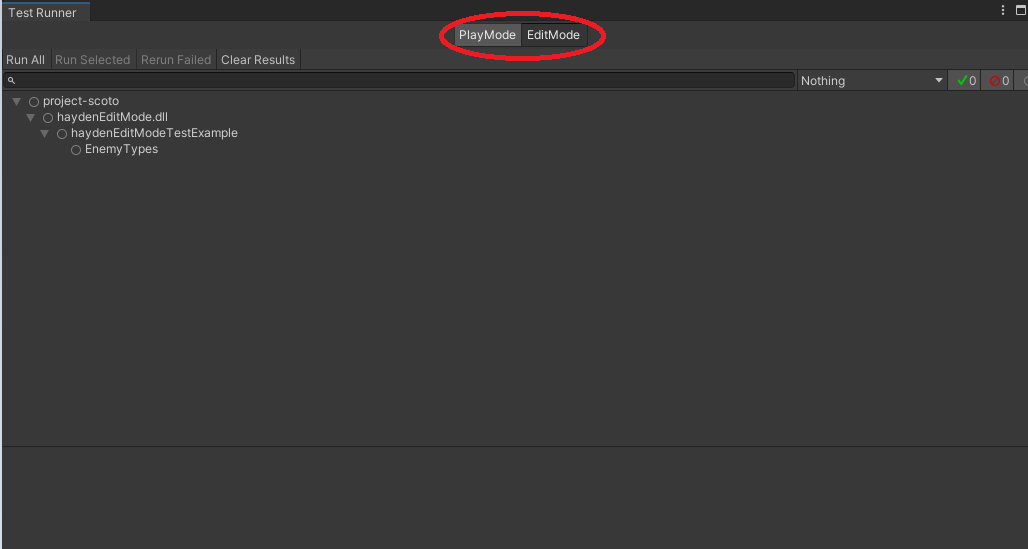 Test Runner
PlayMode EditMode
Run All Run Selected Rerun Failed Clear Results
Nothing 0 0
project-scoto
haydenEditMode.dll
haydenEditModeTestExample
EnemyTypes